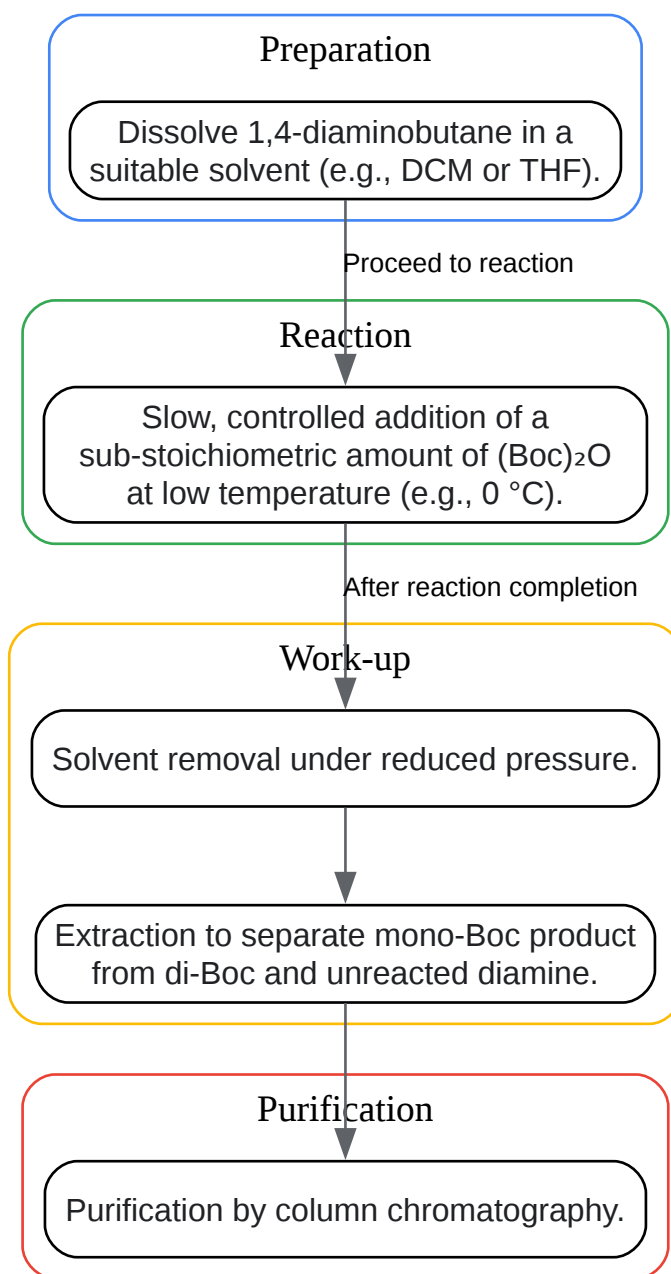 Preparation
Dissolve 1,4-diaminobutane in a
suitable solvent (e.g., DCM or THF).
Proceed to reaction
Reaction
Slow, controlled addition of a
sub-stoichiometric amount of (Boc)₂O
at low temperature (e.g., 0 °C).
After reaction completion
Work-up
Solvent removal under reduced pressure.
Extraction to separate mono-Boc product
from di-Boc and unreacted diamine.
Purification
Purification by column chromatography.